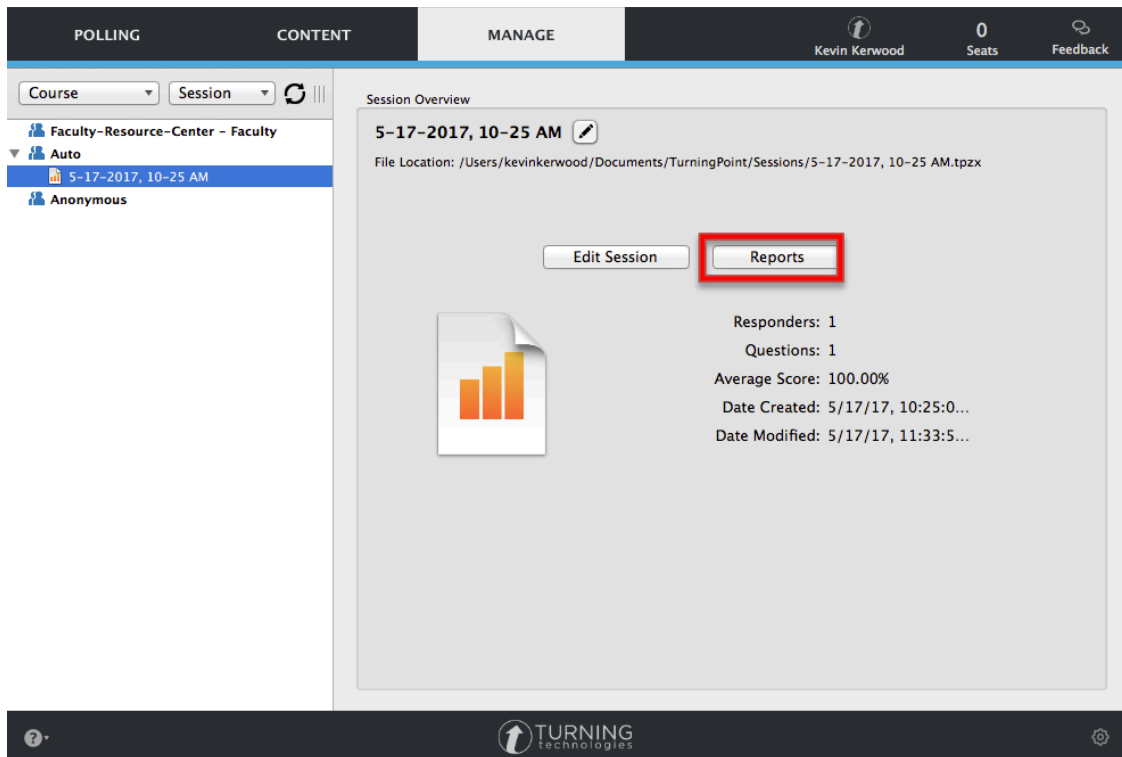 POLLING CONTENT MANAGE Kevin Kerwood 0 Seats Feedback
Course Session
Faculty-Resource-Center - Faculty
Auto
5-17-2017, 10-25 AM
Anonymous
Session Overview
5-17-2017, 10-25 AM
File Location: /Users/kevinkerwood/Documents/TurningPoint/Sessions/5-17-2017, 10-25 AM.tpzx
Edit Session Reports
Responders: 1
Questions: 1
Average Score: 100.00%
Date Created: 5/17/17, 10:25:0...
Date Modified: 5/17/17, 11:33:5...
?
TURNING
technologies